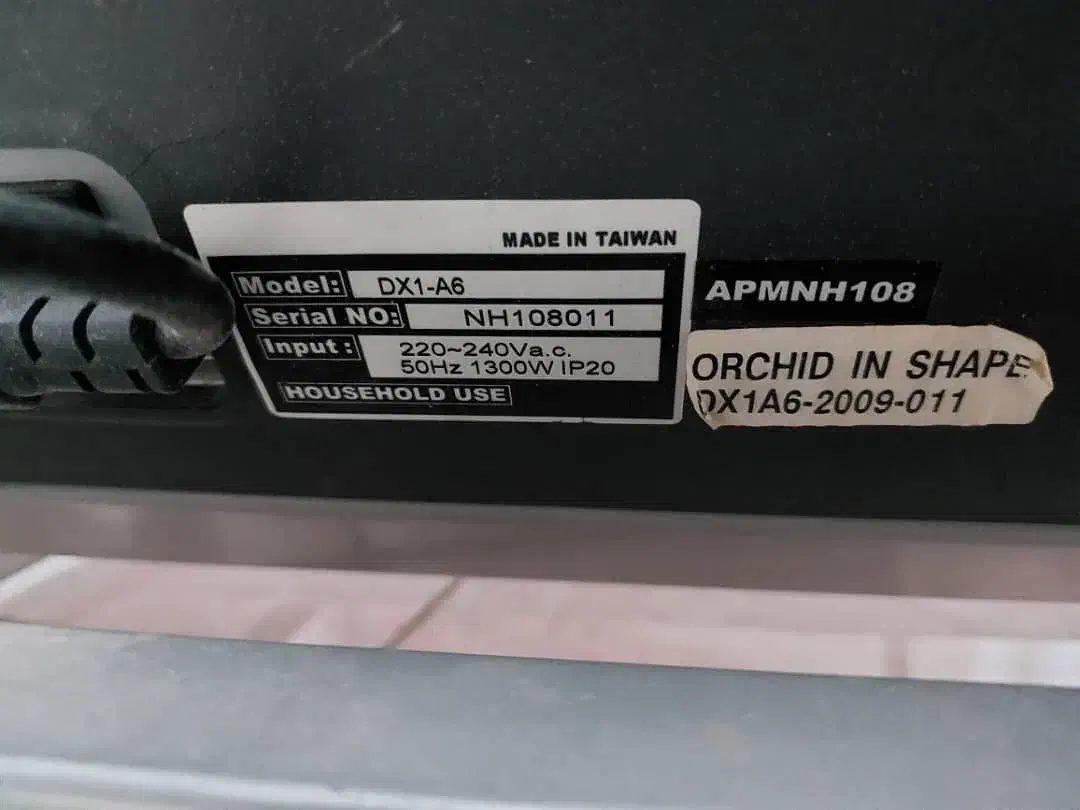 MADE IN TAIWAN
Model: DX1-A6
Serial NO: NH108011
Input: 220~240Va.c.
50Hz 1300W IP20
HOUSEHOLD USE
APMNH108
ORCHID IN SHAPE
DX1A6-2009-011